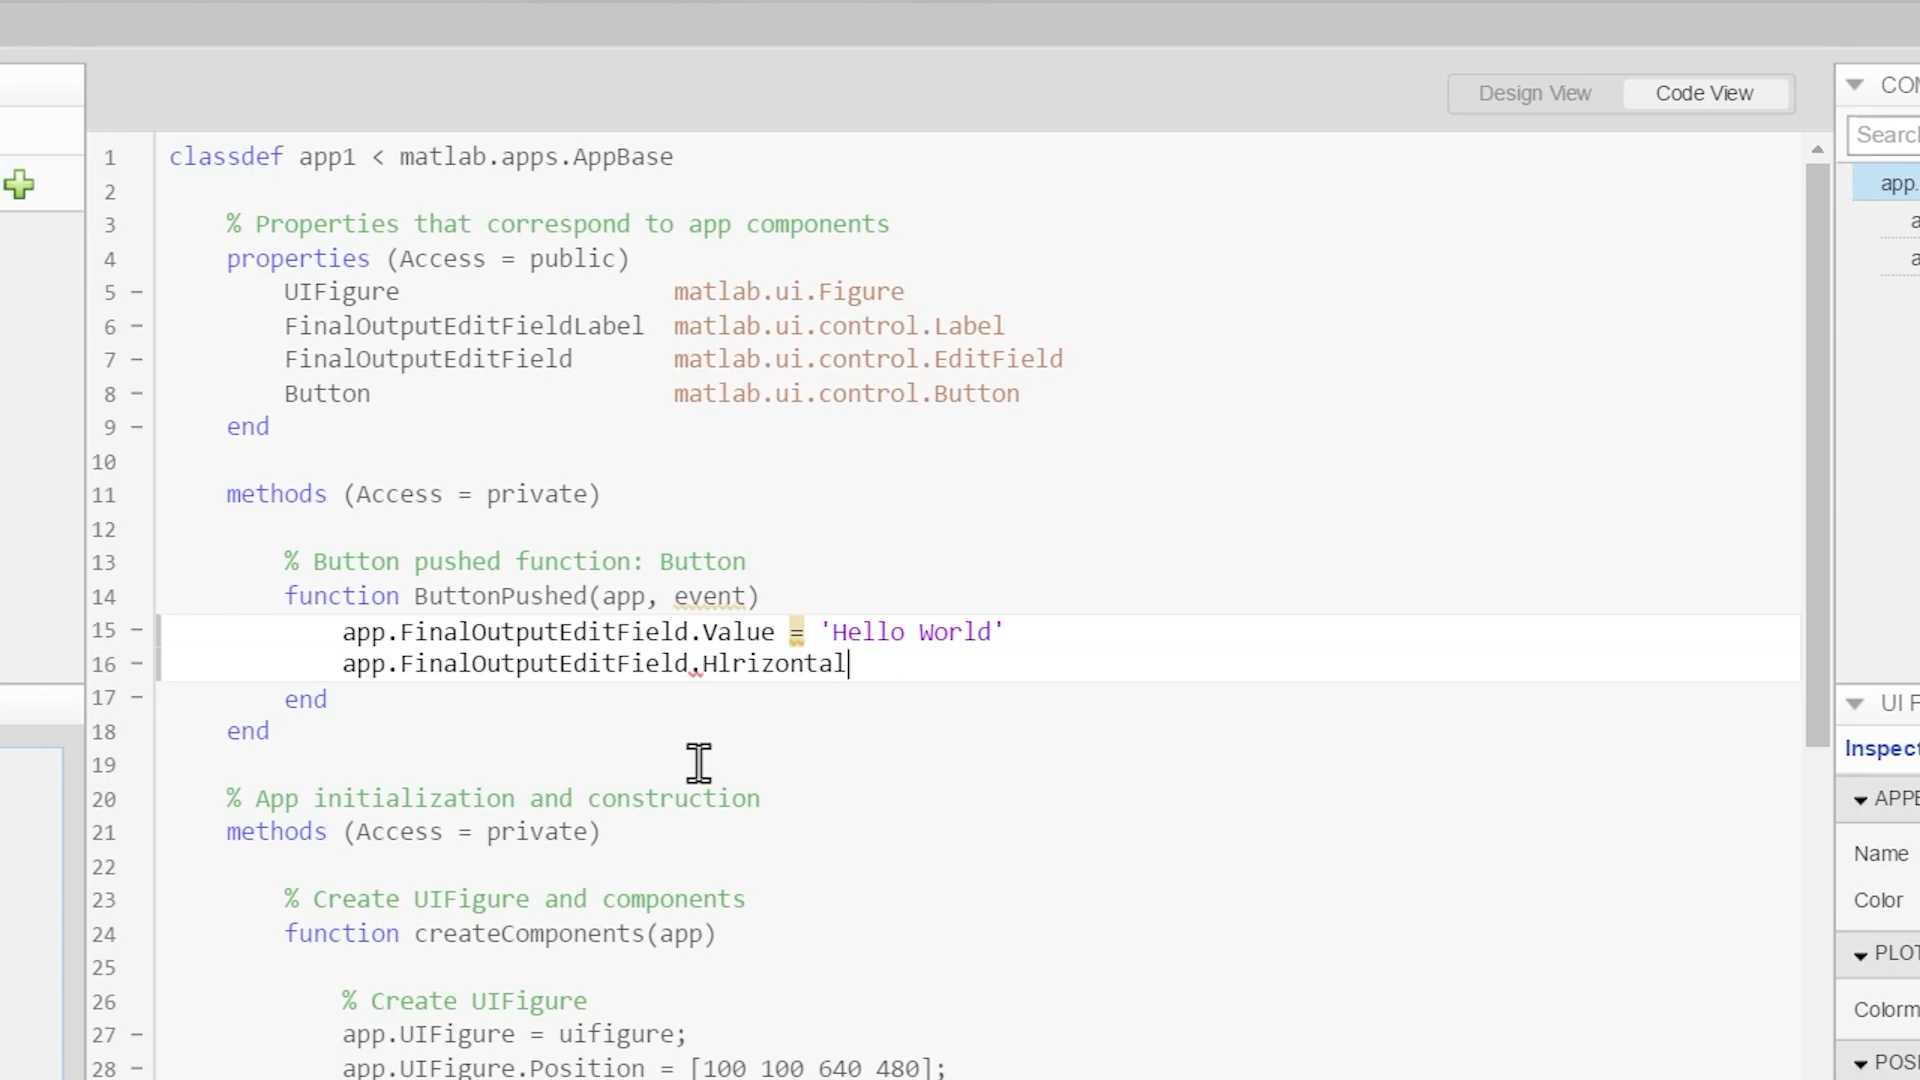 Design View Code View
1 classdef app1 < matlab.apps.AppBase
2
3 % Properties that correspond to app components
4 properties (Access = public)
5 − UIFigure matlab.ui.Figure
6 − FinalOutputEditFieldLabel matlab.ui.control.Label
7 − FinalOutputEditField matlab.ui.control.EditField
8 − Button matlab.ui.control.Button
9 − end
10
11 methods (Access = private)
12
13 % Button pushed function: Button
14 function ButtonPushed(app, event)
15 − app.FinalOutputEditField.Value = 'Hello World'
16 − app.FinalOutputEditField.Hlrizontal
17 − end
18 end
19
20 % App initialization and construction
21 methods (Access = private)
22
23 % Create UIFigure and components
24 function createComponents(app)
25
26 % Create UIFigure
27 − app.UIFigure = uifigure;
28 − app.UIFigure.Position = [100 100 640 480];
Search
app.
a
a
UI F
Inspect
APPE
Name
Color
PLOT
Colorm
POSI